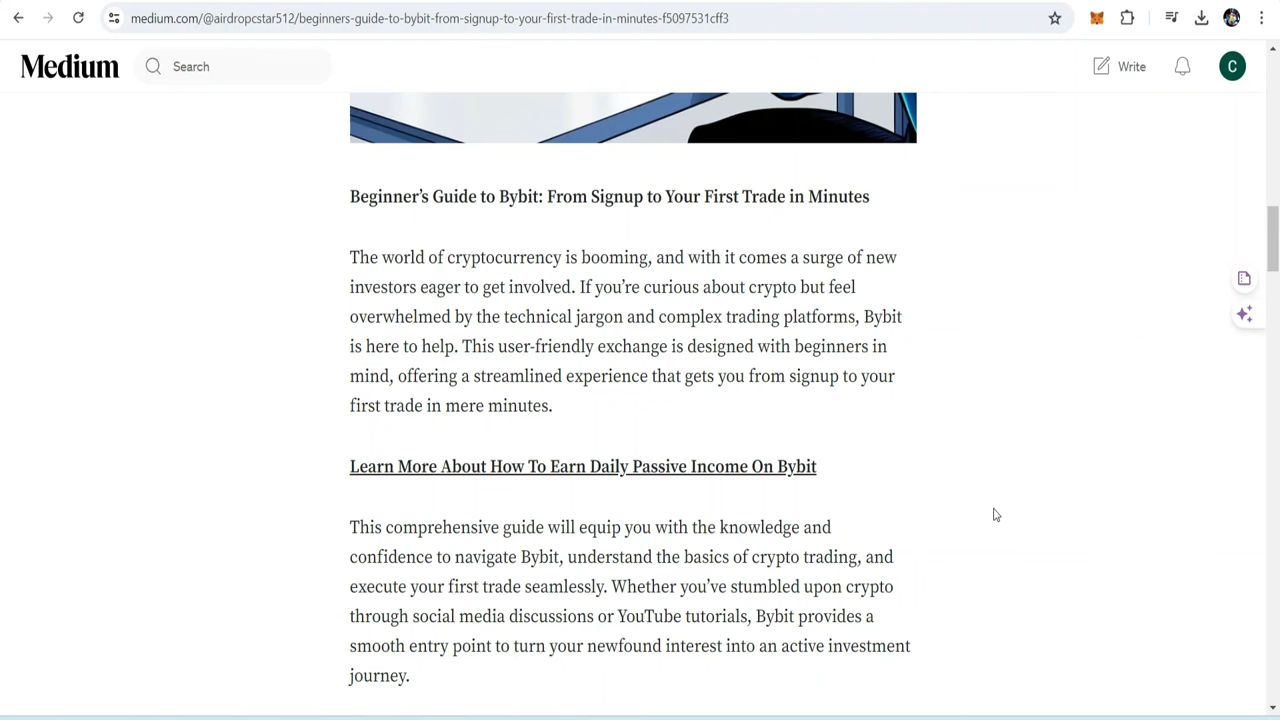 medium.com/@airdropcstar512/beginners-guide-to-bybit-from-signup-to-your-first-trade-in-minutes-f5097531cff3
Medium
Search
Write
C
Beginner’s Guide to Bybit: From Signup to Your First Trade in Minutes
The world of cryptocurrency is booming, and with it comes a surge of new
investors eager to get involved. If you’re curious about crypto but feel
overwhelmed by the technical jargon and complex trading platforms, Bybit
is here to help. This user-friendly exchange is designed with beginners in
mind, offering a streamlined experience that gets you from signup to your
first trade in mere minutes.
Learn More About How To Earn Daily Passive Income On Bybit
This comprehensive guide will equip you with the knowledge and
confidence to navigate Bybit, understand the basics of crypto trading, and
execute your first trade seamlessly. Whether you’ve stumbled upon crypto
through social media discussions or YouTube tutorials, Bybit provides a
smooth entry point to turn your newfound interest into an active investment
journey.